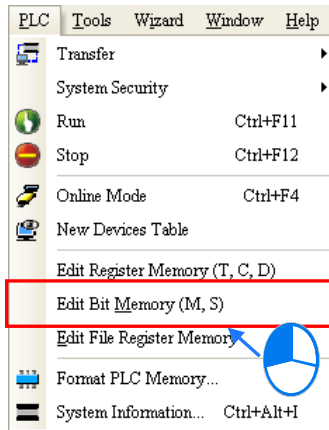 PLC Tools Wizard Window Help
Transfer
System Security
Run Ctrl+F11
Stop Ctrl+F12
Online Mode Ctrl+F4
New Devices Table
Edit Register Memory (T, C, D)
Edit Bit Memory (M, S)
Edit File Register Memory
Format PLC Memory...
System Information... Ctrl+Alt+I